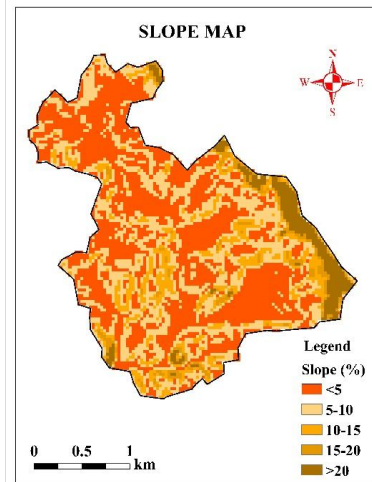 SLOPE MAP
N
W E
S
Legend
Slope (%)
<5
5-10
10-15
15-20
>20
0 0.5 1
km